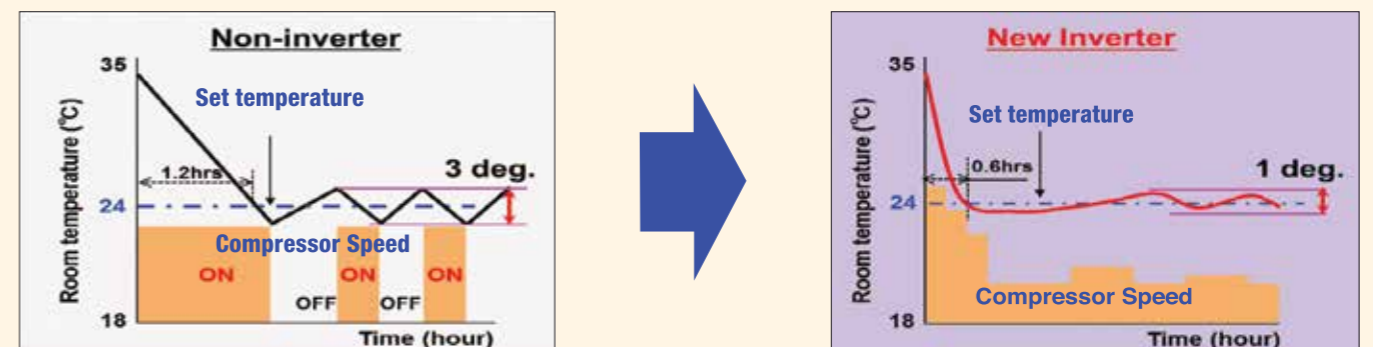 Non-inverter
35
Set temperature
1.2hrs
3 deg.
24
Compressor Speed
ON
ON
ON
OFF
OFF
18
Time (hour)
Room temperature (°C)
New Inverter
35
Set temperature
0.6hrs
1 deg.
24
Compressor Speed
18
Time (hour)
Room temperature (°C)